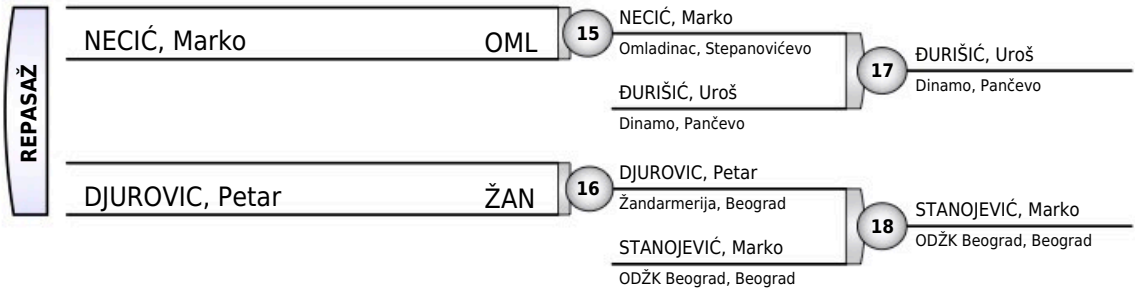 REPASAŽ
NECIĆ, Marko OML
15
NECIĆ, Marko
Omladinac, Stepanovićevo
ĐURIŠIĆ, Uroš
Dinamo, Pančevo
17
ĐURIŠIĆ, Uroš
Dinamo, Pančevo
DJUROVIC, Petar ŽAN
16
DJUROVIC, Petar
Žandarmerija, Beograd
STANOJEVIĆ, Marko
ODŽK Beograd, Beograd
18
STANOJEVIĆ, Marko
ODŽK Beograd, Beograd